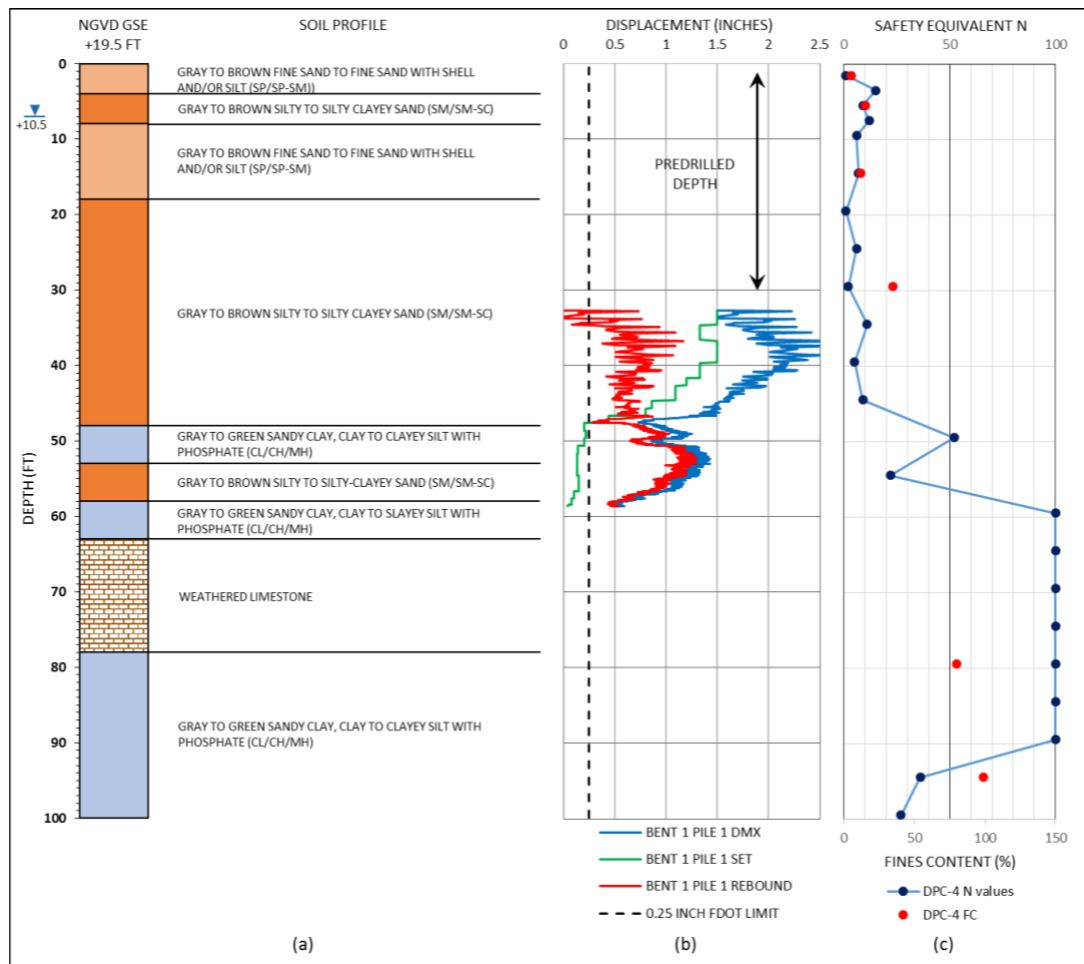 NGVD GSE
+19.5 FT
SOIL PROFILE
DISPLACEMENT (INCHES)
SAFETY EQUIVALENT N
0 0.5 1 1.5 2 2.5
0 50 100
0
10
20
30
40
50
60
70
80
90
100
DEPTH (FT)
+10.5
GRAY TO BROWN FINE SAND TO FINE SAND WITH SHELL
AND/OR SILT (SP/SP-SM))
GRAY TO BROWN SILTY TO SILTY CLAYEY SAND (SM/SM-SC)
GRAY TO BROWN FINE SAND TO FINE SAND WITH SHELL
AND/OR SILT (SP/SP-SM)
GRAY TO BROWN SILTY TO SILTY CLAYEY SAND (SM/SM-SC)
GRAY TO GREEN SANDY CLAY, CLAY TO CLAYEY SILT WITH
PHOSPHATE (CL/CH/MH)
GRAY TO BROWN SILTY TO SILTY-CLAYEY SAND (SM/SM-SC)
GRAY TO GREEN SANDY CLAY, CLAY TO SLAYEY SILT WITH
PHOSPHATE (CL/CH/MH)
WEATHERED LIMESTONE
GRAY TO GREEN SANDY CLAY, CLAY TO CLAYEY SILT WITH
PHOSPHATE (CL/CH/MH)
PREDRILLED
DEPTH
BENT 1 PILE 1 DMX
BENT 1 PILE 1 SET
BENT 1 PILE 1 REBOUND
0.25 INCH FDOT LIMIT
0 50 100 150
FINES CONTENT (%)
DPC-4 N values
DPC-4 FC
(a)
(b)
(c)